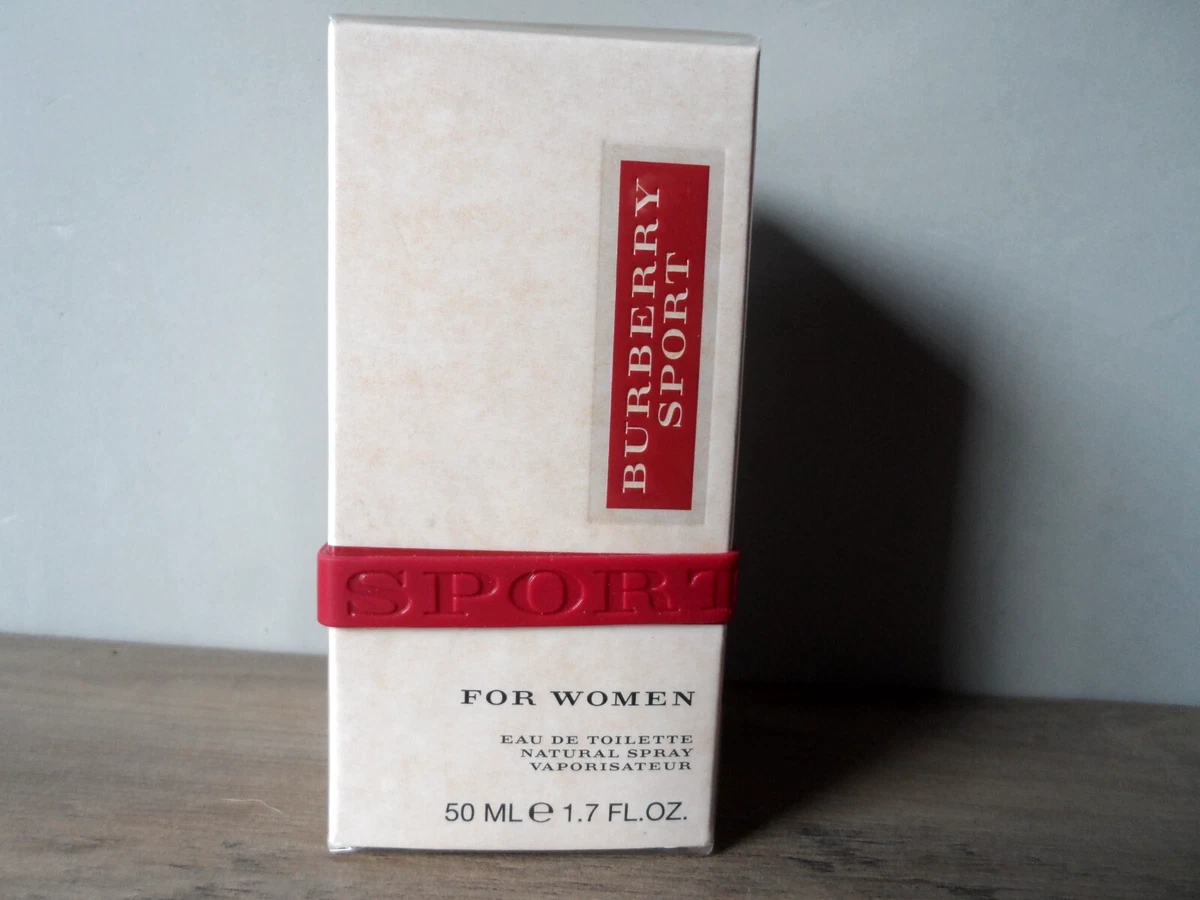 BURBERRY
SPORT
SPORT
FOR WOMEN
EAU DE TOILETTE
NATURAL SPRAY
VAPORISATEUR
50 ML ℮ 1.7 FL.OZ.